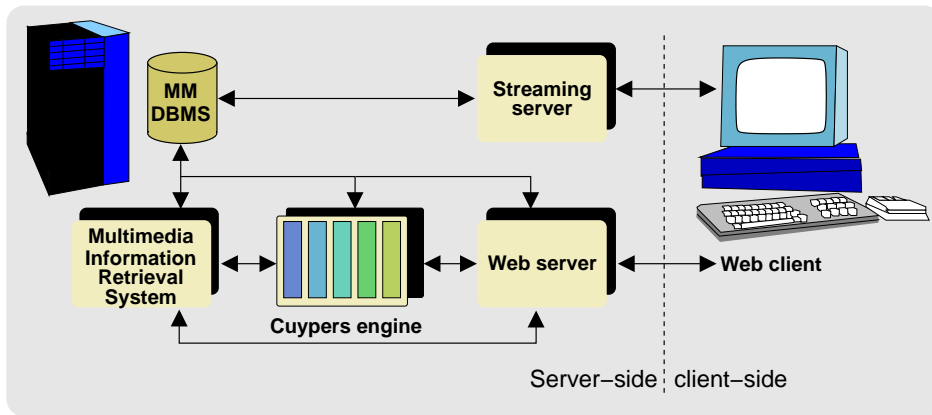 MM
DBMS
Streaming
server
Multimedia
Information
Retrieval
System
Cuypers engine
Web server
Web client
Server−side
client−side